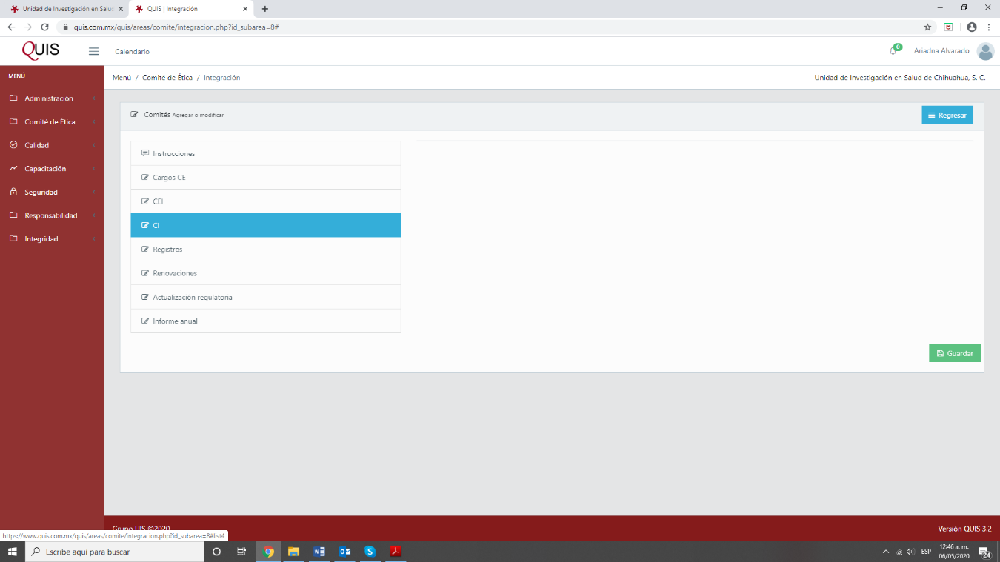 Unidad de Investigación en Salud
QUIS | Integración
quis.com.mx/quis/areas/comite/integracion.php?id_subarea=8#
QUIS
Calendario
0
Ariadna Alvarado
MENÚ
Menú / Comité de Ética / Integración
Unidad de Investigación en Salud de Chihuahua, S. C.
Administración
Comité de Ética
Calidad
Capacitación
Seguridad
Responsabilidad
Integridad
Comités Agregar o modificar
Regresar
Instrucciones
Cargos CE
CEI
CI
Registros
Renovaciones
Actualización regulatoria
Informe anual
Guardar
Grupo UIS ©2020
Versión QUIS 3.2
https://www.quis.com.mx/quis/areas/comite/integracion.php?id_subarea=8#list4
Escribe aquí para buscar
ESP
12:46 a. m.
06/05/2020
24